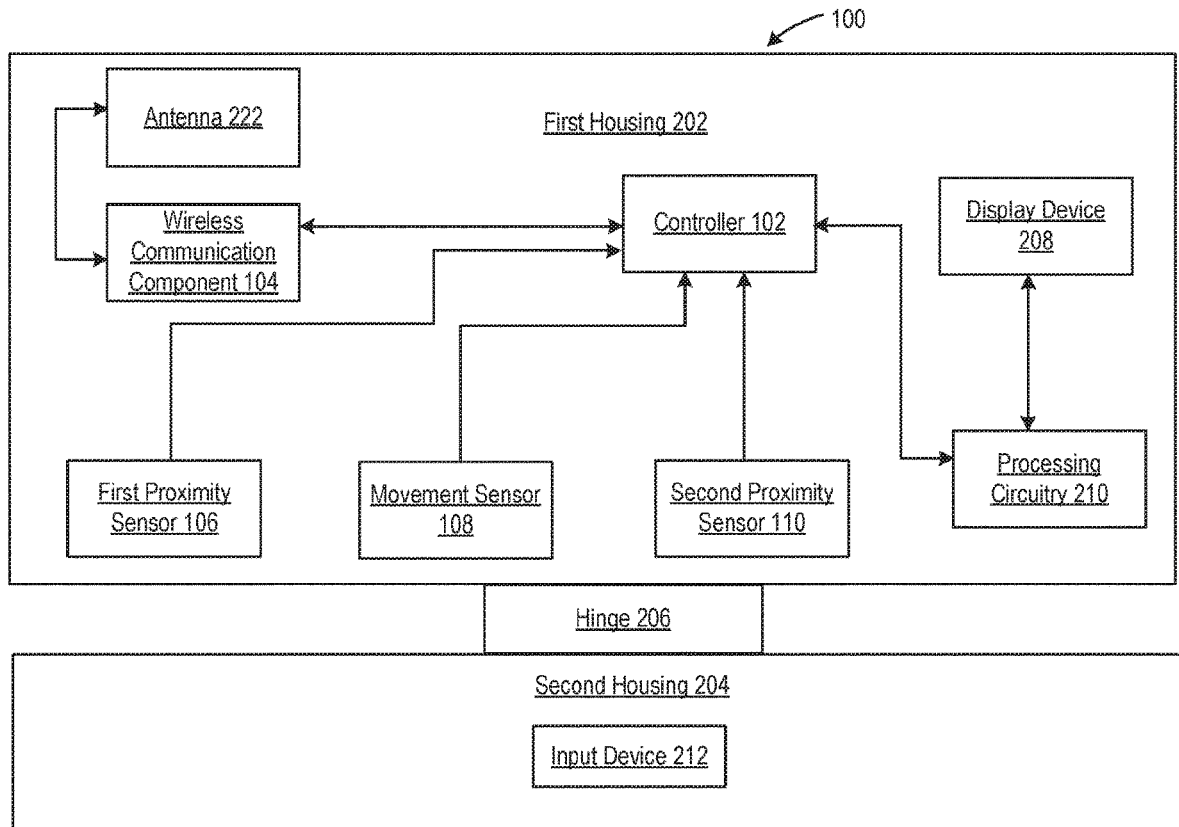 100
Antenna 222
First Housing 202
Wireless
Communication
Component 104
Controller 102
Display Device
208
First Proximity
Sensor 106
Movement Sensor
108
Second Proximity
Sensor 110
Processing
Circuitry 210
Hinge 206
Second Housing 204
Input Device 212